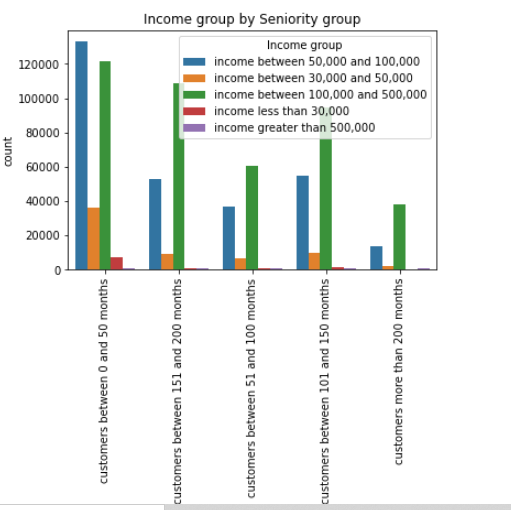 Income group by Seniority group
Income group
income between 50,000 and 100,000
income between 30,000 and 50,000
income between 100,000 and 500,000
income less than 30,000
income greater than 500,000
count
120000
100000
80000
60000
40000
20000
0
customers between 0 and 50 months
customers between 151 and 200 months
customers between 51 and 100 months
customers between 101 and 150 months
customers more than 200 months